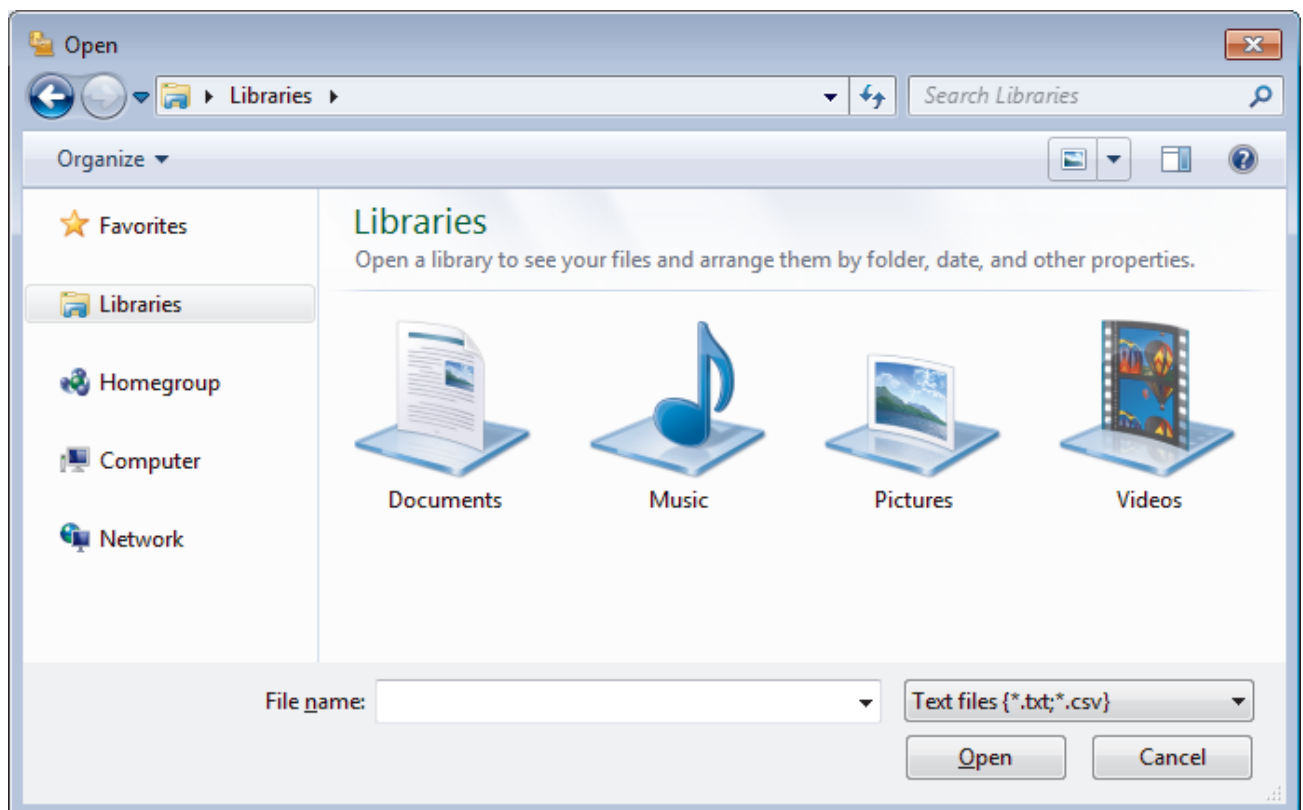 Open
Libraries
Search Libraries
Organize
Favorites
Libraries
Homegroup
Computer
Network
Libraries
Open a library to see your files and arrange them by folder, date, and other properties.
Documents Music Pictures Videos
File name: Text files {*.txt;*.csv}
Open Cancel